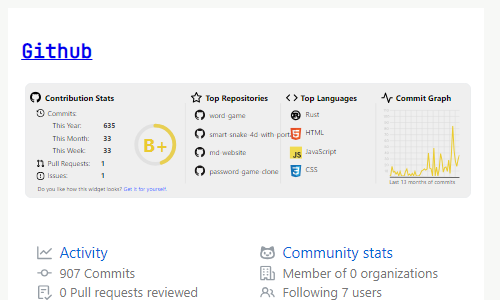 Github
Contribution Stats
Commits:
This Year: 635
This Month: 33
This Week: 33
Pull Requests: 1
Issues: 1
Do you like how this widget looks? Get it for yourself.
B+
Top Repositories
word-game
smart-snake-4d-with-port
md-website
password-game-clone
Top Languages
Rust
HTML
JavaScript
CSS
Commit Graph
Last 13 months of commits
Activity
907 Commits
0 Pull requests reviewed
Community stats
Member of 0 organizations
Following 7 users